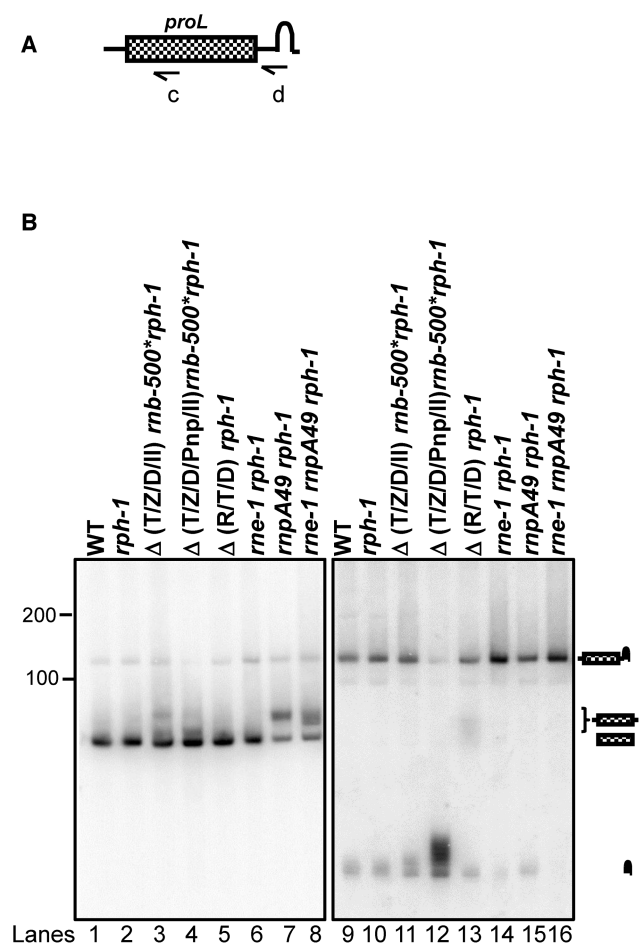 A
proL
c
d
B
WT
rph-1
Δ (T/Z/D/II) rnb-500*rph-1
Δ (T/Z/D/Pnp/II)rnb-500*rph-1
Δ (R/T/D) rph-1
rne-1 rph-1
rnpA49 rph-1
rne-1 rnpA49 rph-1
WT
rph-1
Δ (T/Z/D/II) rnb-500*rph-1
Δ (T/Z/D/Pnp/II)rnb-500*rph-1
Δ (R/T/D) rph-1
rne-1 rph-1
rnpA49 rph-1
rne-1 rnpA49 rph-1
200
100
Lanes 1 2 3 4 5 6 7 8 9 10 11 12 13 14 15 16